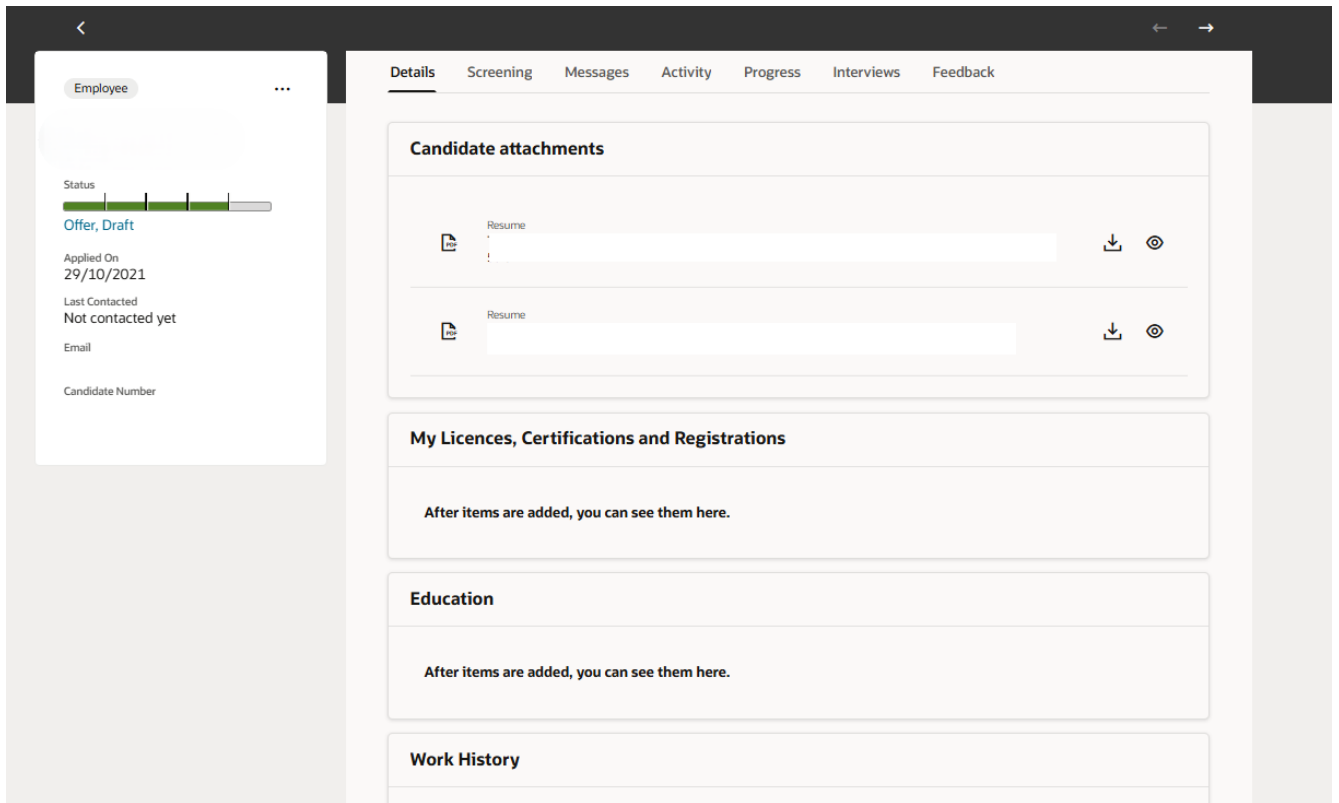 Employee
...
Status
Offer, Draft
Applied On
29/10/2021
Last Contacted
Not contacted yet
Email
Candidate Number
Details Screening Messages Activity Progress Interviews Feedback
Candidate attachments
PDF
Resume
PDF
Resume
My Licences, Certifications and Registrations
After items are added, you can see them here.
Education
After items are added, you can see them here.
Work History